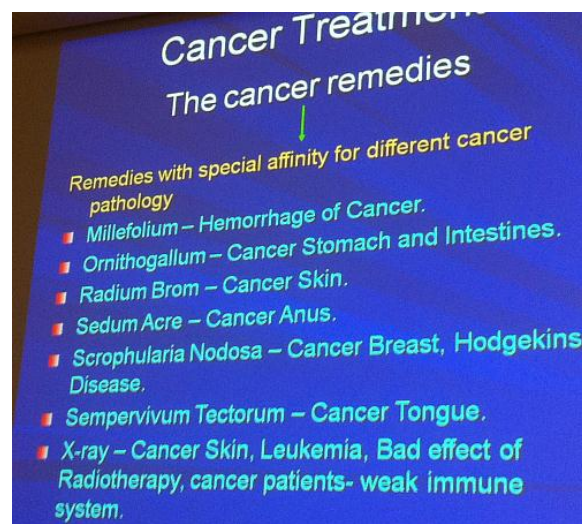 Cancer Treatment
The cancer remedies
Remedies with special affinity for different cancer
pathology
Millefolium – Hemorrhage of Cancer.
Ornithogallum – Cancer Stomach and Intestines.
Radium Brom – Cancer Skin.
Sedum Acre – Cancer Anus.
Scrophularia Nodosa – Cancer Breast, Hodgekins
Disease.
Sempervivum Tectorum – Cancer Tongue.
X-ray – Cancer Skin, Leukemia, Bad effect of
Radiotherapy, cancer patients- weak immune
system.